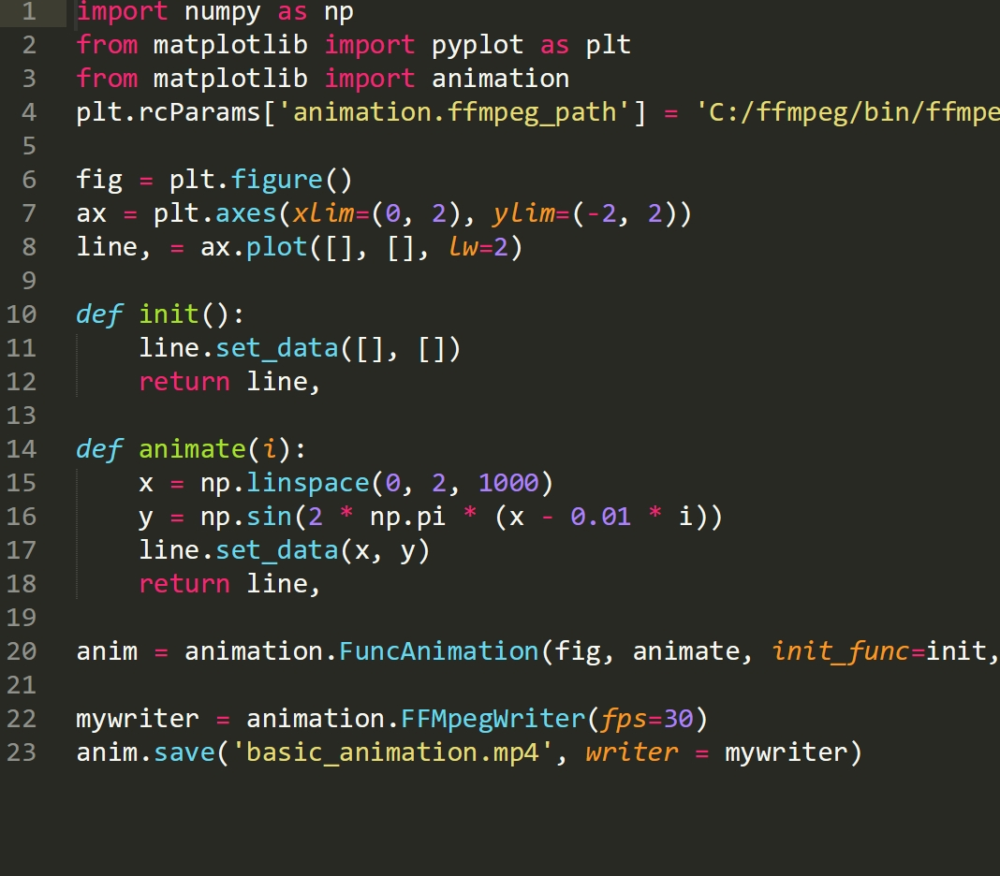 1 import numpy as np
2 from matplotlib import pyplot as plt
3 from matplotlib import animation
4 plt.rcParams['animation.ffmpeg_path'] = 'C:/ffmpeg/bin/ffmpe
5
6 fig = plt.figure()
7 ax = plt.axes(xlim=(0, 2), ylim=(-2, 2))
8 line, = ax.plot([], [], lw=2)
9
10 def init():
11     line.set_data([], [])
12     return line,
13
14 def animate(i):
15     x = np.linspace(0, 2, 1000)
16     y = np.sin(2 * np.pi * (x - 0.01 * i))
17     line.set_data(x, y)
18     return line,
19
20 anim = animation.FuncAnimation(fig, animate, init_func=init,
21
22 mywriter = animation.FFMpegWriter(fps=30)
23 anim.save('basic_animation.mp4', writer = mywriter)